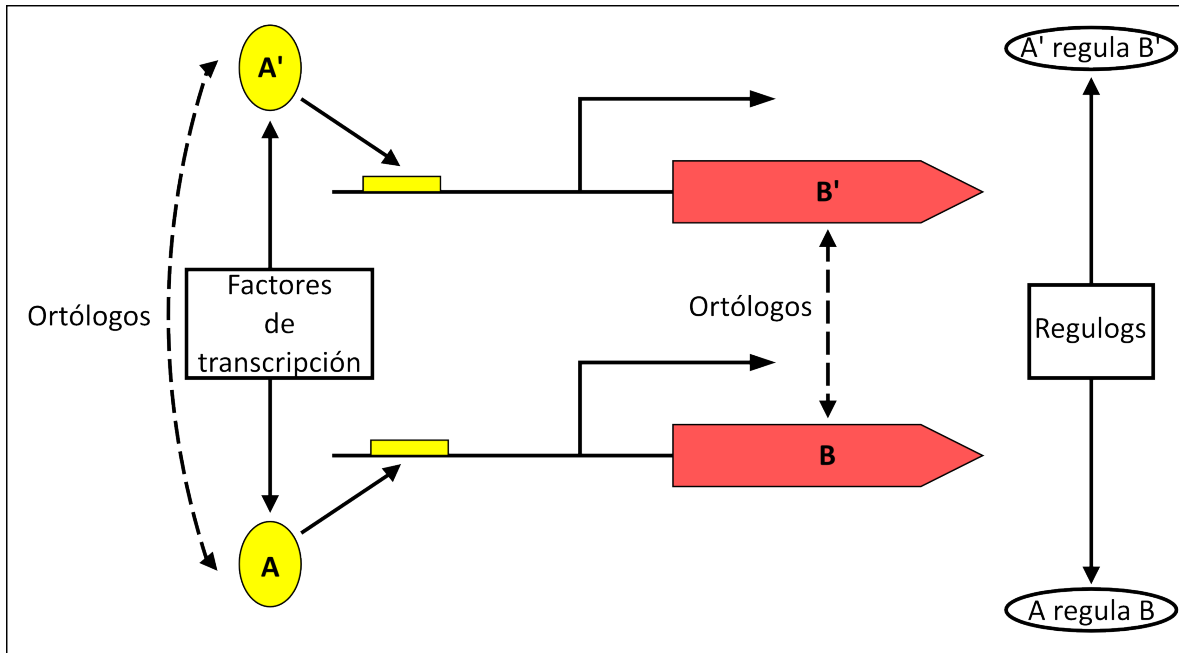 A'
A' regula B'
B'
Factores
de
transcripción
Ortólogos
Ortólogos
Regulogs
B
A
A regula B